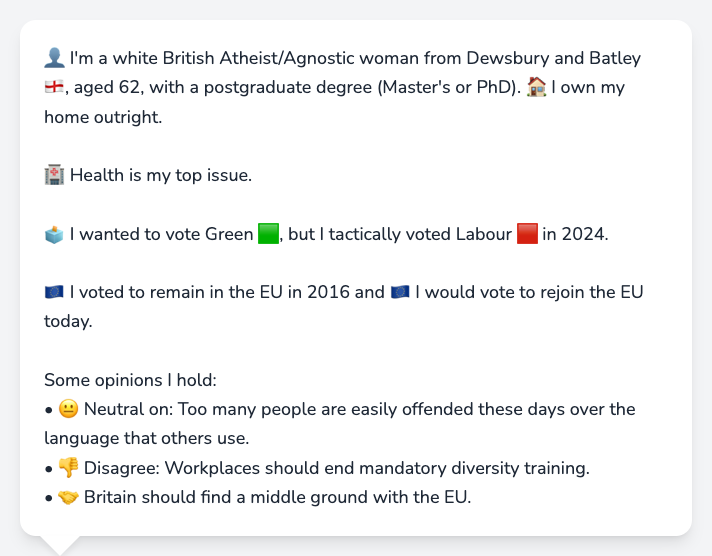 👤 I'm a white British Atheist/Agnostic woman from Dewsbury and Batley
🏴󠁧󠁢󠁥󠁮󠁧󠁿, aged 62, with a postgraduate degree (Master's or PhD). 🏠 I own my
home outright.
🏥 Health is my top issue.
🗳️ I wanted to vote Green 🟩, but I tactically voted Labour 🟥 in 2024.
🇪🇺 I voted to remain in the EU in 2016 and 🇪🇺 I would vote to rejoin the EU
today.
Some opinions I hold:
• 😐 Neutral on: Too many people are easily offended these days over the
language that others use.
• 👎 Disagree: Workplaces should end mandatory diversity training.
• 🤝 Britain should find a middle ground with the EU.